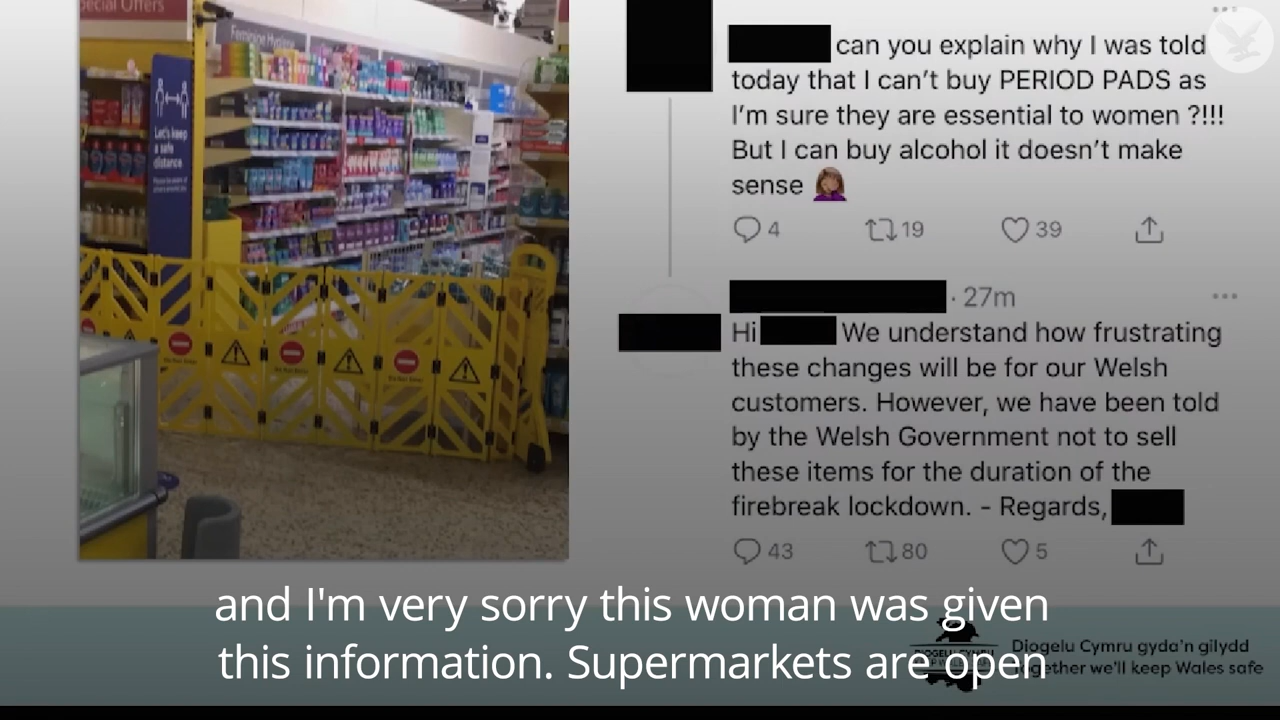 pecial Offers
Feminine Hygiene
Let's keep
a safe
distance.
can you explain why I was told
today that I can't buy PERIOD PADS as
I'm sure they are essential to women ?!!!
But I can buy alcohol it doesn't make
sense
4 19 39
· 27m
Hi We understand how frustrating
these changes will be for our Welsh
customers. However, we have been told
by the Welsh Government not to sell
these items for the duration of the
firebreak lockdown. - Regards,
43 80 5
and I'm very sorry this woman was given
this information. Supermarkets are open
Diogelu Cymru gyda'n gilydd
together we'll keep Wales safe